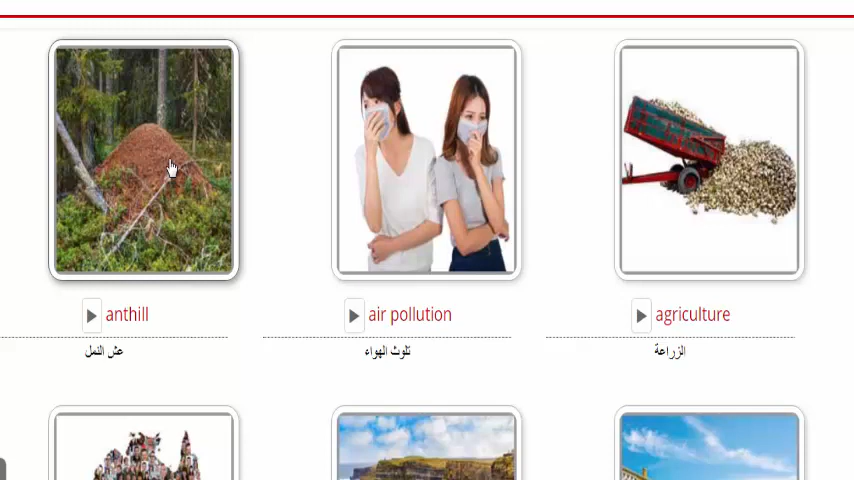 anthill
air pollution
agriculture
عش النمل
تلوث الهواء
الزراعة